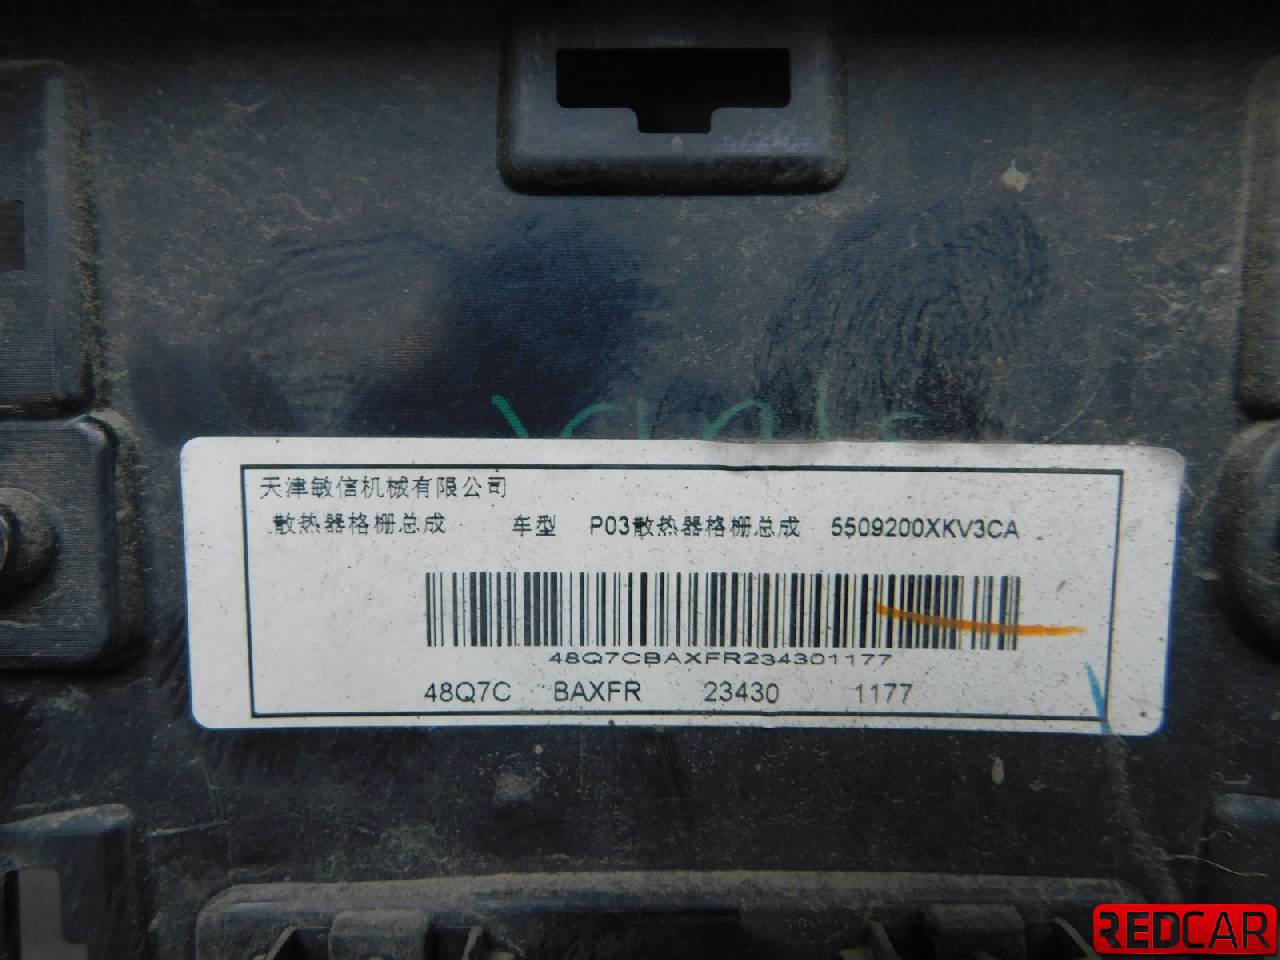 天津敏信机械有限公司
散热器格栅总成 车型 P03散热器格栅总成 5509200XKV3CA
48Q7CBAXFR234301177
48Q7C BAXFR 23430 1177
REDCAR